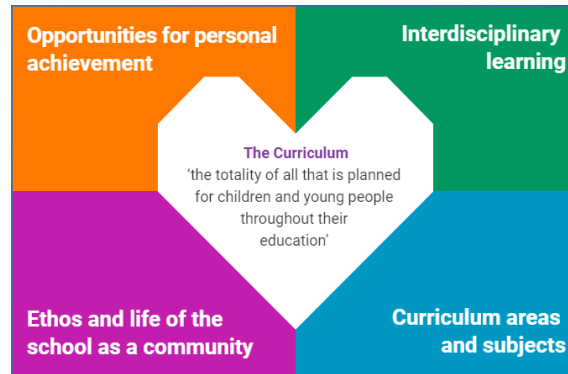 Opportunities for personal
achievement
Interdisciplinary
learning
The Curriculum
‘the totality of all that is planned
for children and young people
throughout their
education’
Ethos and life of the
school as a community
Curriculum areas
and subjects